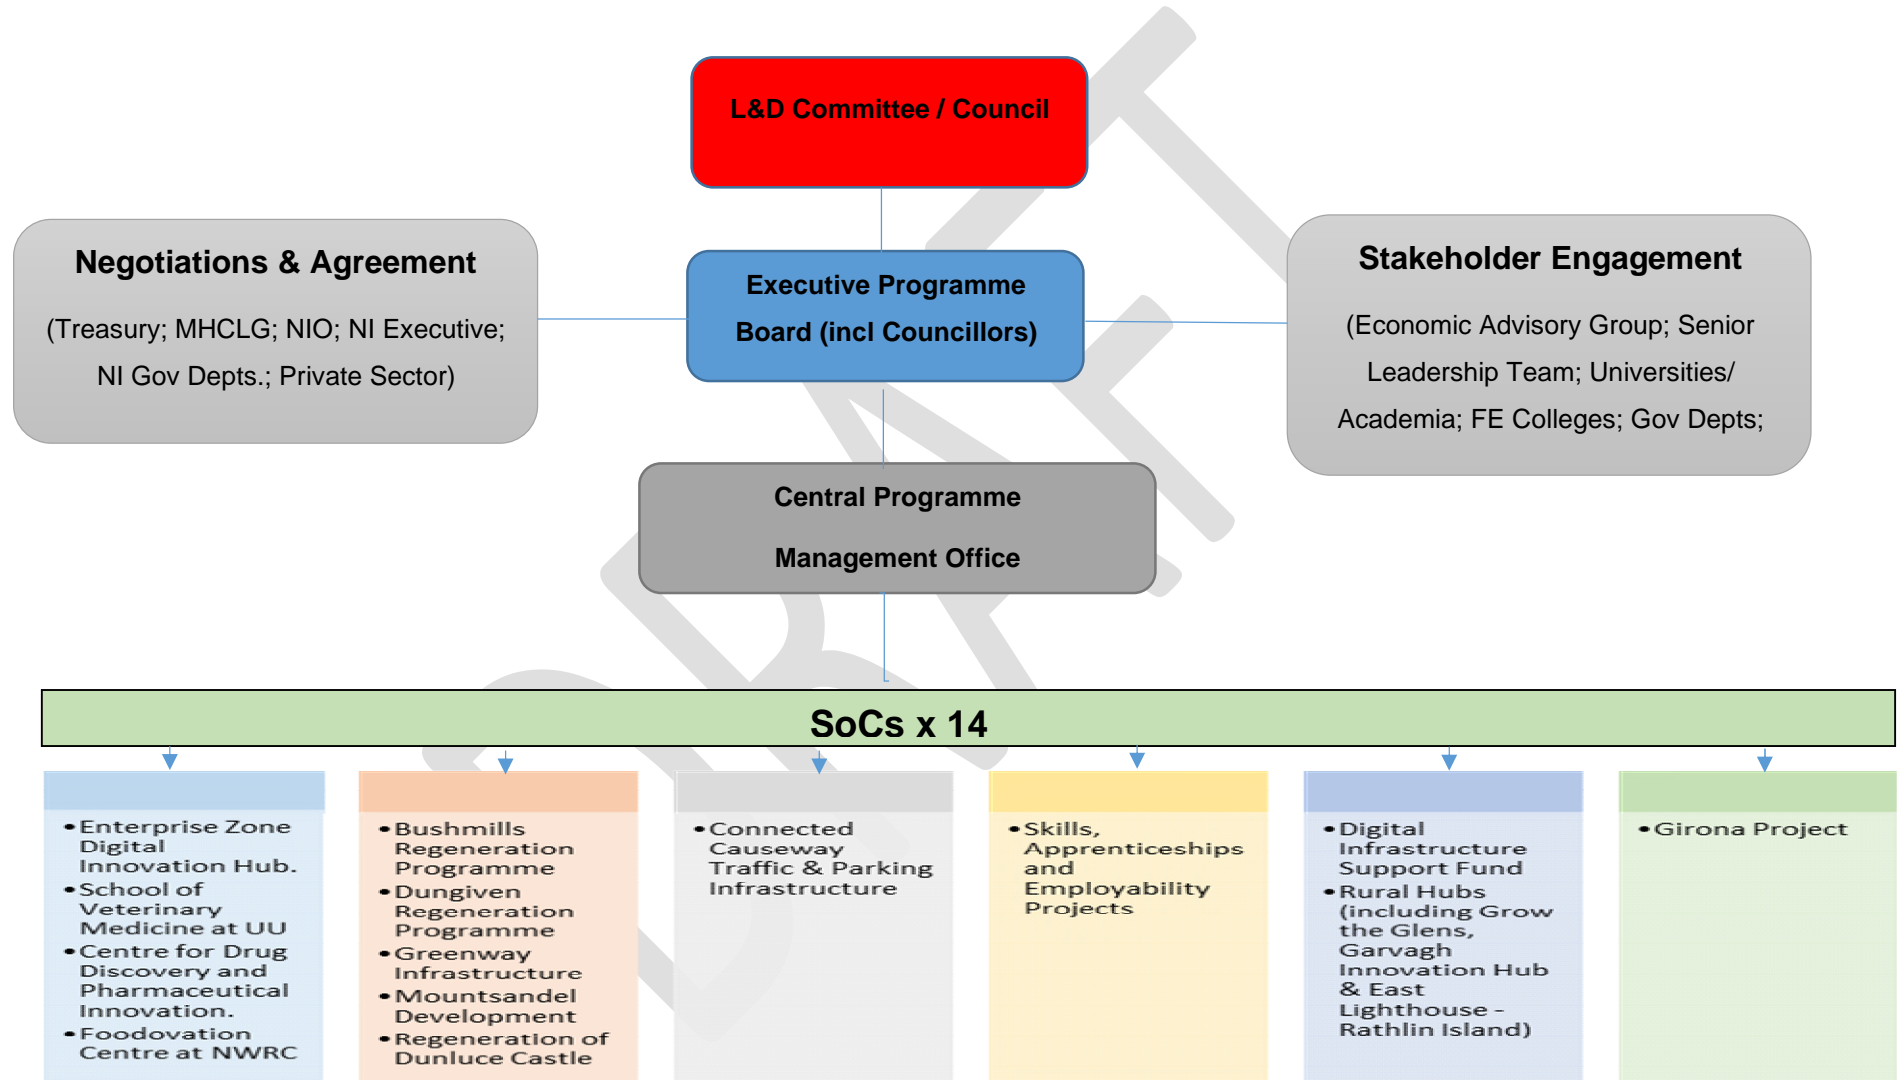 L&D Committee / Council
Negotiations & Agreement
(Treasury; MHCLG; NIO; NI Executive;
NI Gov Depts.; Private Sector)
Executive Programme
Board (incl Councillors)
Stakeholder Engagement
(Economic Advisory Group; Senior
Leadership Team; Universities/
Academia; FE Colleges; Gov Depts;
Central Programme
Management Office
DRAFT
SoCs x 14
•Enterprise Zone
Digital
Innovation Hub.
•School of
Veterinary
Medicine at UU
•Centre for Drug
Discovery and
Pharmaceutical
Innovation.
•Foodovation
Centre at NWRC
•Bushmills
Regeneration
Programme
•Dungiven
Regeneration
Programme
•Greenway
Infrastructure
•Mountsandel
Development
•Regeneration of
Dunluce Castle
•Connected
Causeway
Traffic & Parking
Infrastructure
•Skills,
Apprenticeships
and
Employability
Projects
•Digital
Infrastructure
Support Fund
•Rural Hubs
(including Grow
the Glens,
Garvagh
Innovation Hub
& East
Lighthouse -
Rathlin Island)
•Girona Project